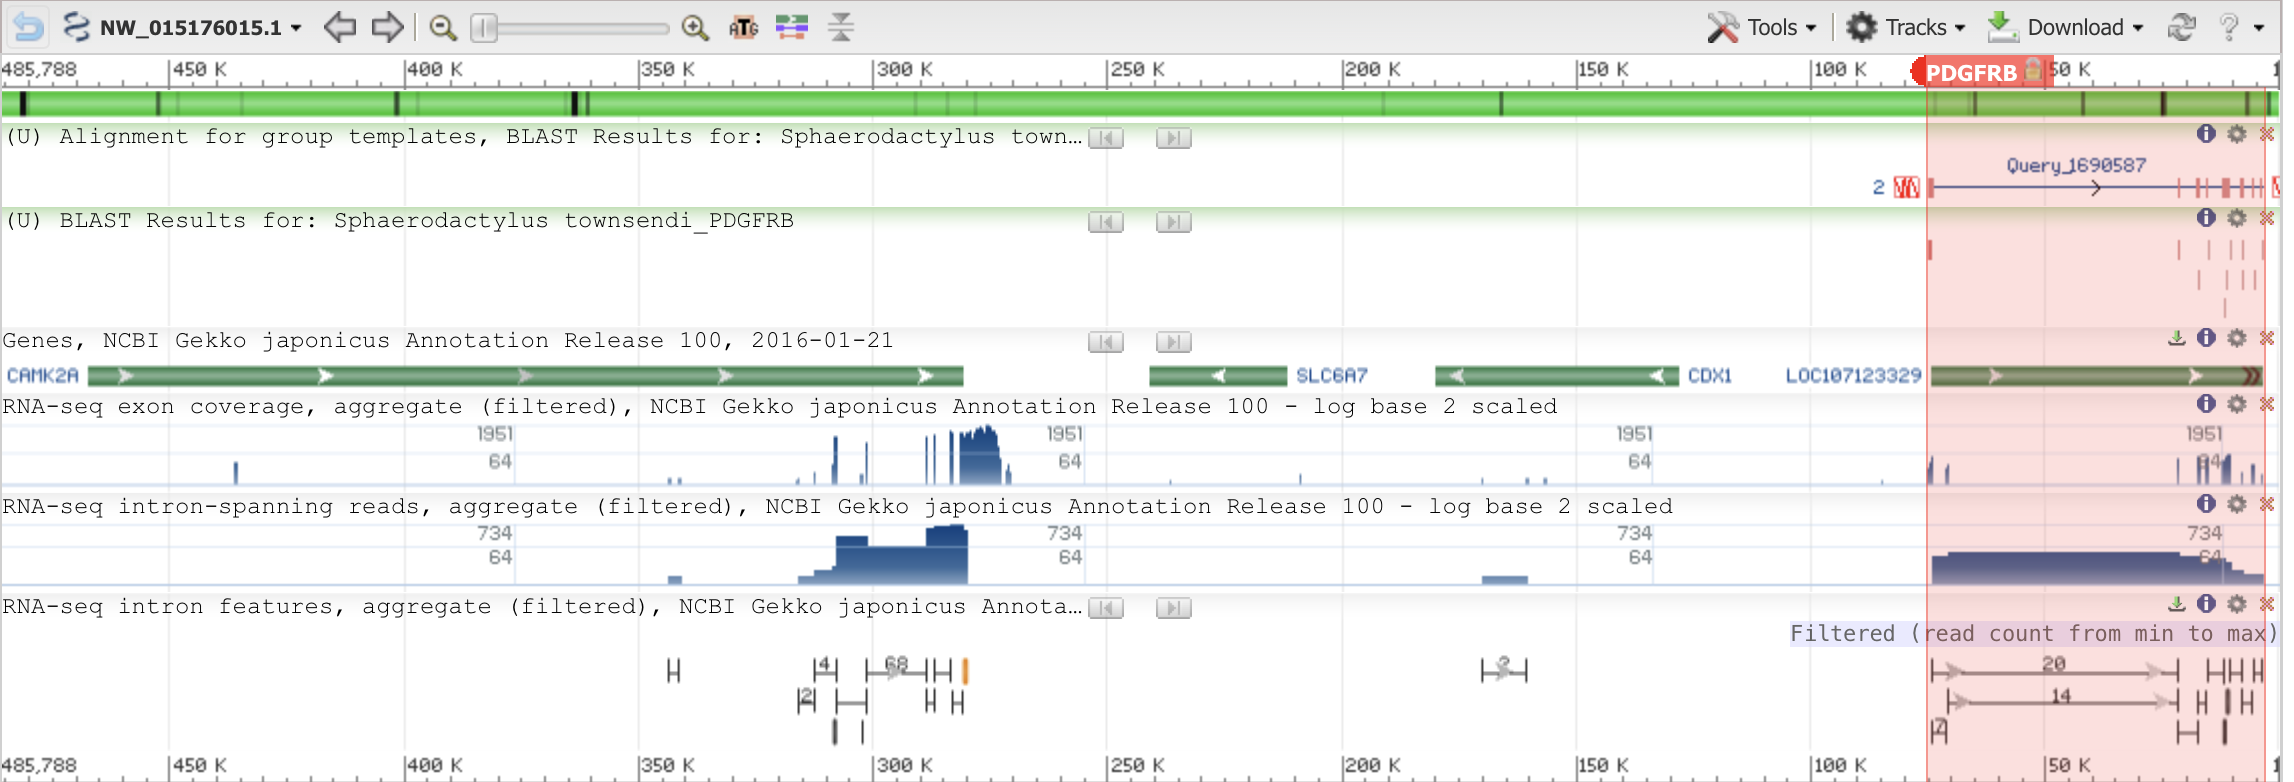 NW_015176015.1 ATG Tools Tracks Download ?
485,788 450 K 400 K 350 K 300 K 250 K 200 K 150 K 100 K PDGFRB 50 K 1
(U) Alignment for group templates, BLAST Results for: Sphaerodactylus town…
Query_1690587
2
(U) BLAST Results for: Sphaerodactylus townsendi_PDGFRB
Genes, NCBI Gekko japonicus Annotation Release 100, 2016-01-21
CAMK2A SLC6A7 CDX1 LOC107123329
RNA-seq exon coverage, aggregate (filtered), NCBI Gekko japonicus Annotation Release 100 - log base 2 scaled
1951 1951 1951 1951
64 64 64 64
RNA-seq intron-spanning reads, aggregate (filtered), NCBI Gekko japonicus Annotation Release 100 - log base 2 scaled
734 734 734 734
64 64 64 64
RNA-seq intron features, aggregate (filtered), NCBI Gekko japonicus Annota…
Filtered (read count from min to max)
4 68 2 20
2 14
7
485,788 450 K 400 K 350 K 300 K 250 K 200 K 150 K 100 K 50 K 1